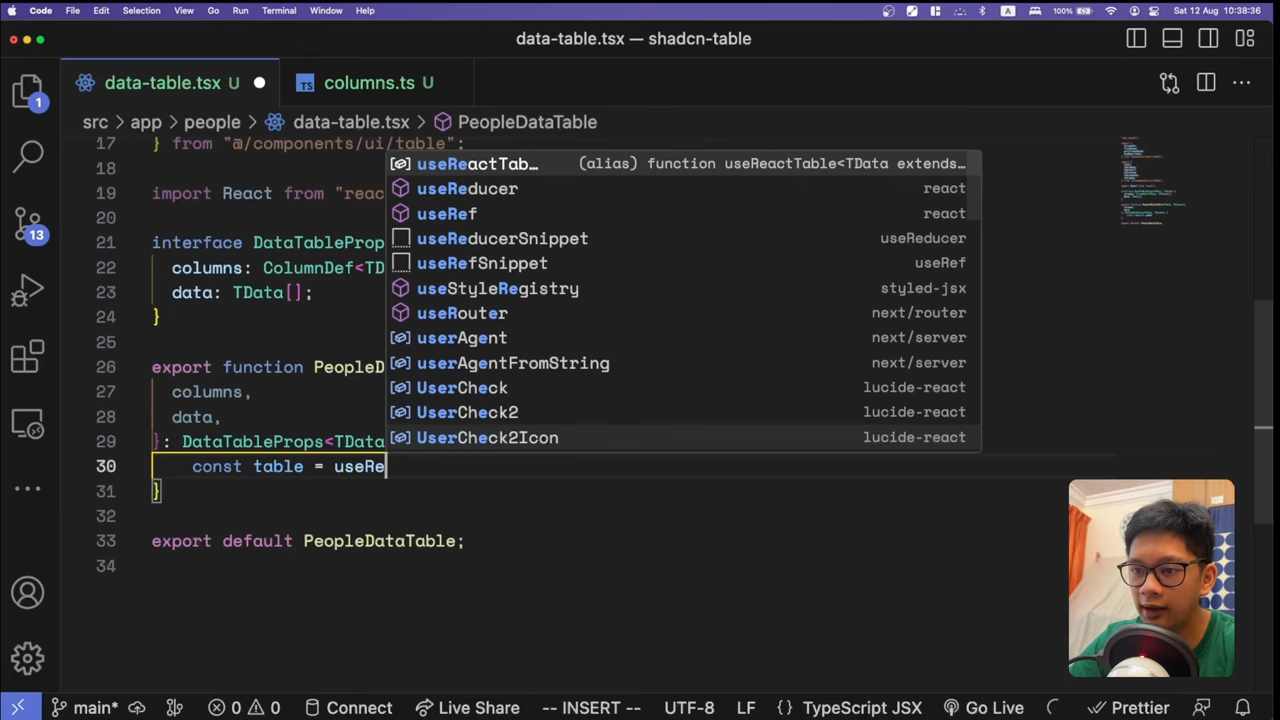 Code File Edit Selection View Go Run Terminal Window Help A 100% Sat 12 Aug 10:38:36
data-table.tsx — shadcn-table
data-table.tsx U
TS columns.ts U
src > app > people > data-table.tsx > PeopleDataTable
1
13
17 } from "@/components/ui/table";
18
19 import React from "reac
20
21 interface DataTableProp
22 columns: ColumnDef<TD
23 data: TData[];
24 }
25
26 export function PeopleD
27 columns,
28 data,
29 }: DataTableProps<TData
30 const table = useRe
31 }
32
33 export default PeopleDataTable;
34
useReactTab… (alias) function useReactTable<TData extends…
useReducer react
useRef react
useReducerSnippet useReducer
useRefSnippet useRef
useStyleRegistry styled-jsx
useRouter next/router
userAgent next/server
userAgentFromString next/server
UserCheck lucide-react
UserCheck2 lucide-react
UserCheck2Icon lucide-react
main* 0 0 Connect Live Share -- INSERT -- UTF-8 LF {} TypeScript JSX Go Live Prettier